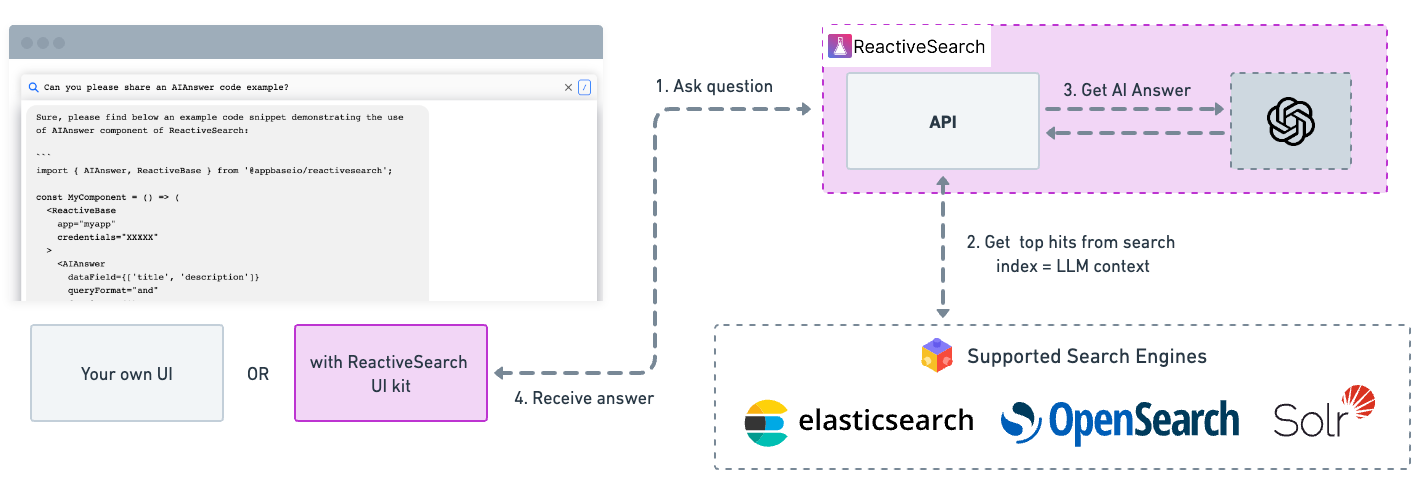 Can you please share an AIAnswer code example?
/
Sure, please find below an example code snippet demonstrating the use
of AIAnswer component of ReactiveSearch:
```
import { AIAnswer, ReactiveBase } from '@appbaseio/reactivesearch';
const MyComponent = () => (
<ReactiveBase
app="myapp"
credentials="XXXXX"
>
<AIAnswer
dataField={['title', 'description']}
queryFormat="and"
Your own UI
OR
with ReactiveSearch
UI kit
1. Ask question
4. Receive answer
ReactiveSearch
API
3. Get AI Answer
2. Get top hits from search
index = LLM context
Supported Search Engines
elasticsearch
OpenSearch
Solr